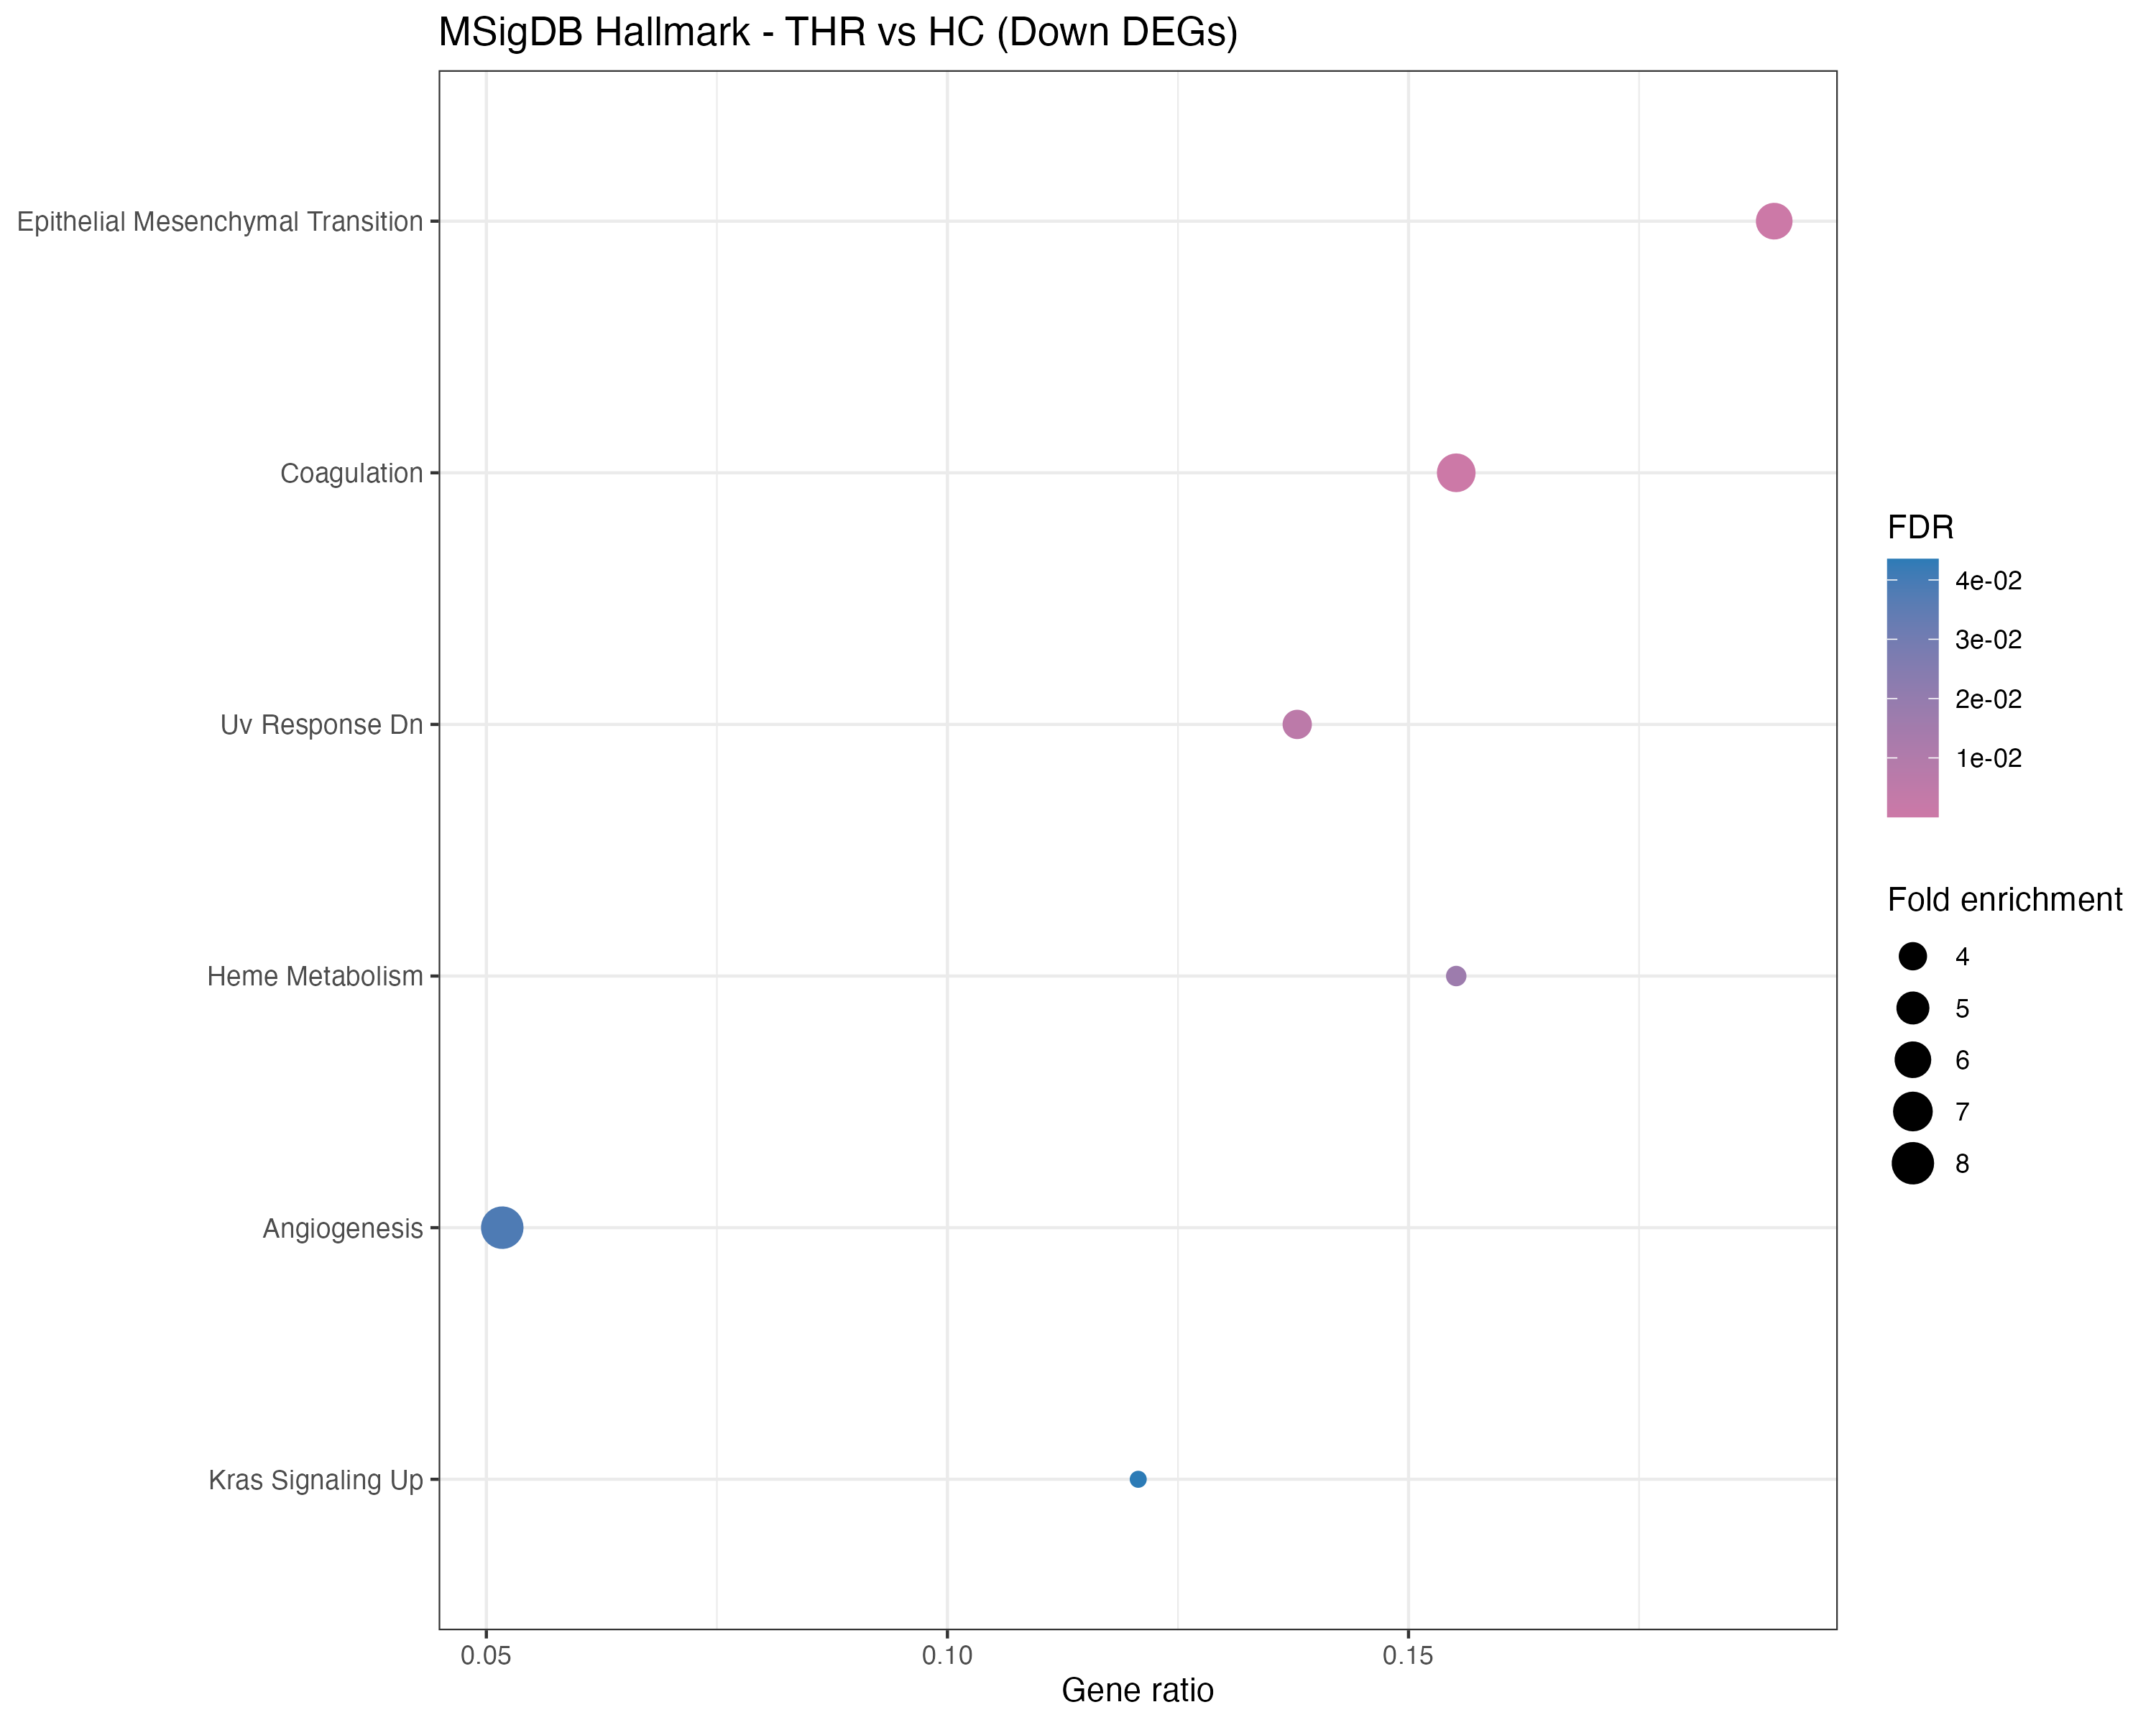 MSigDB Hallmark - THR vs HC (Down DEGs)
Epithelial Mesenchymal Transition
Coagulation
Uv Response Dn
Heme Metabolism
Angiogenesis
Kras Signaling Up
0.05
0.10
0.15
Gene ratio
FDR
4e-02
3e-02
2e-02
1e-02
Fold enrichment
4
5
6
7
8